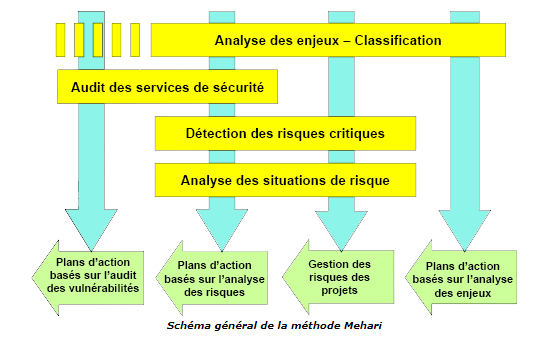 Analyse des enjeux – Classification
Audit des services de sécurité
Détection des risques critiques
Analyse des situations de risque
Plans d'action
basés sur l'audit
des vulnérabilités
Plans d'action
basés sur l'analyse
des risques
Gestion des
risques des
projets
Plans d'action
basés sur l'analyse
des enjeux
Schéma général de la méthode Mehari